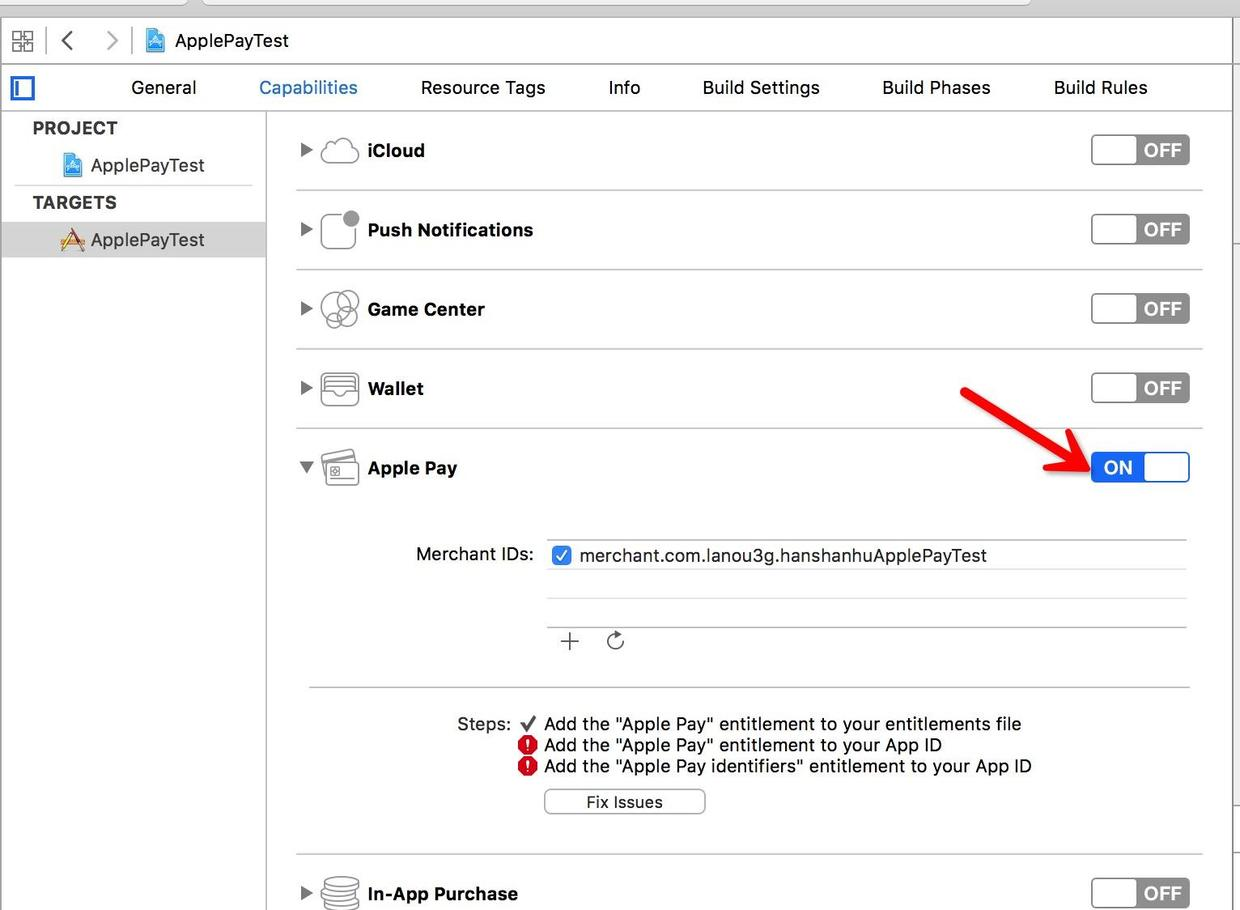 ApplePayTest
General Capabilities Resource Tags Info Build Settings Build Phases Build Rules
PROJECT
ApplePayTest
TARGETS
ApplePayTest
iCloud OFF
Push Notifications OFF
Game Center OFF
Wallet OFF
Apple Pay ON
Merchant IDs: merchant.com.lanou3g.hanshanhuApplePayTest
Steps: Add the "Apple Pay" entitlement to your entitlements file
Add the "Apple Pay" entitlement to your App ID
Add the "Apple Pay identifiers" entitlement to your App ID
Fix Issues
In-App Purchase OFF